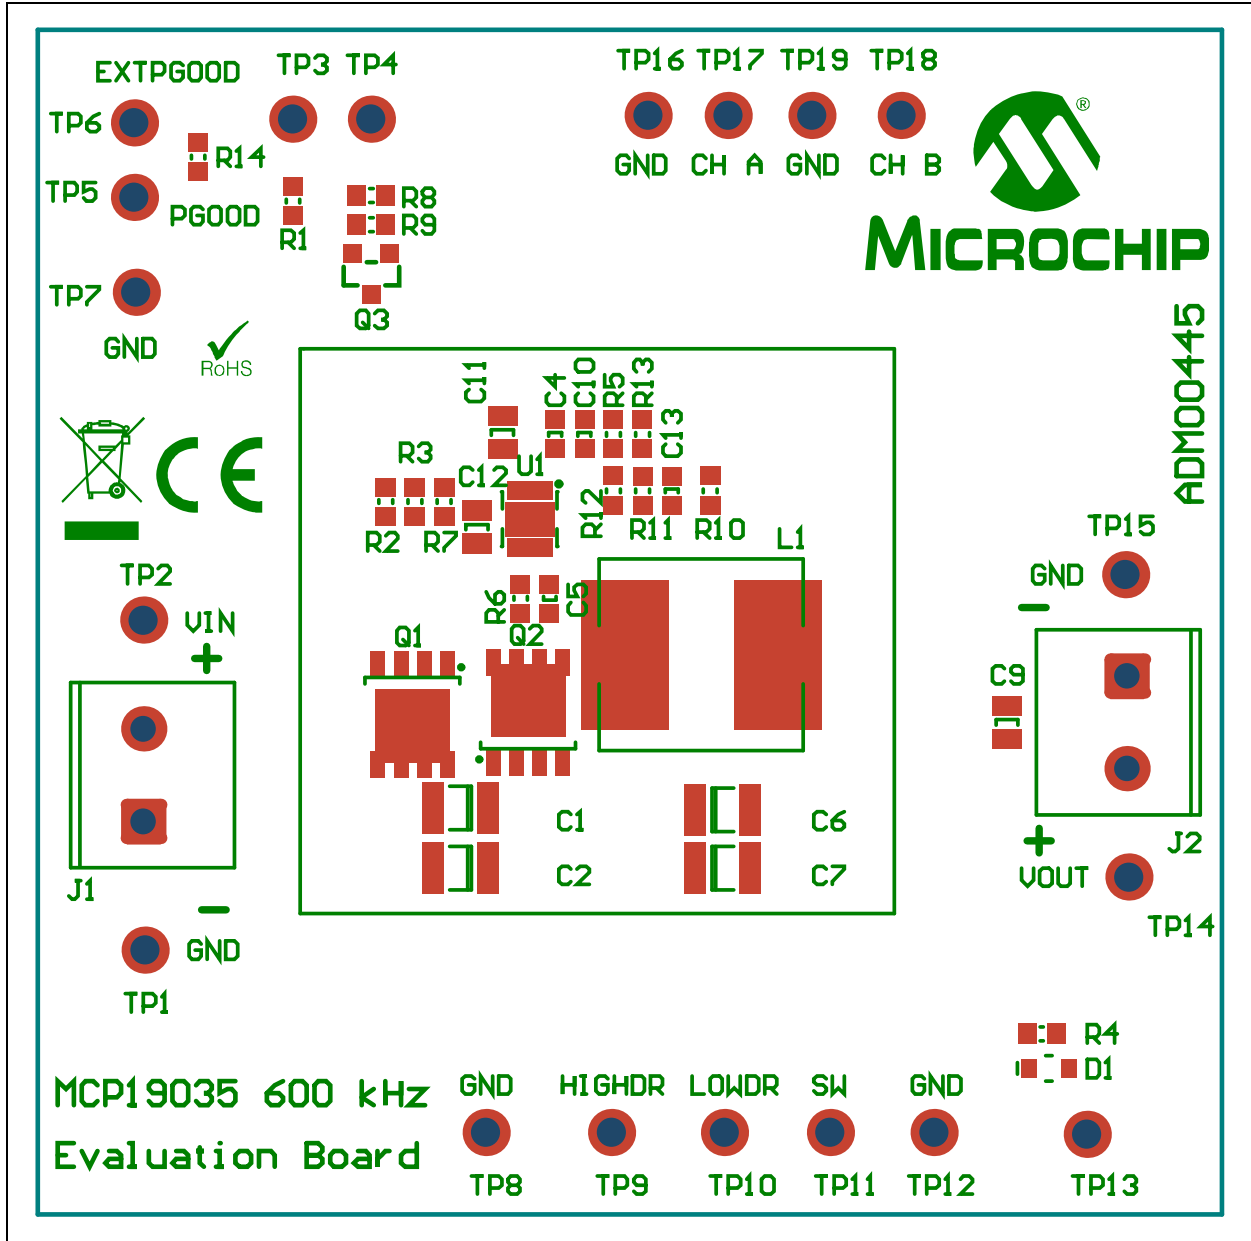 EXTPGOOD
TP3
TP4
TP16
TP17
TP19
TP18
TP6
R14
GND
CH A
GND
CH B
®
MICROCHIP
TP5
PGOOD
R1
R8
R9
TP7
GND
Q3
RoHS
ADM00445
C11
C4
C10
R5
R13
C13
CE
R3
C12
U1
R2
R7
R12
R11
R10
L1
TP15
GND
TP2
VIN
+
R6
C5
Q1
Q2
–
C9
J1
–
GND
TP1
C1
C2
C6
C7
+
VOUT
J2
TP14
R4
D1
MCP19035 600 kHz
Evaluation Board
GND
HIGHDR
LOWDR
SW
GND
TP8
TP9
TP10
TP11
TP12
TP13